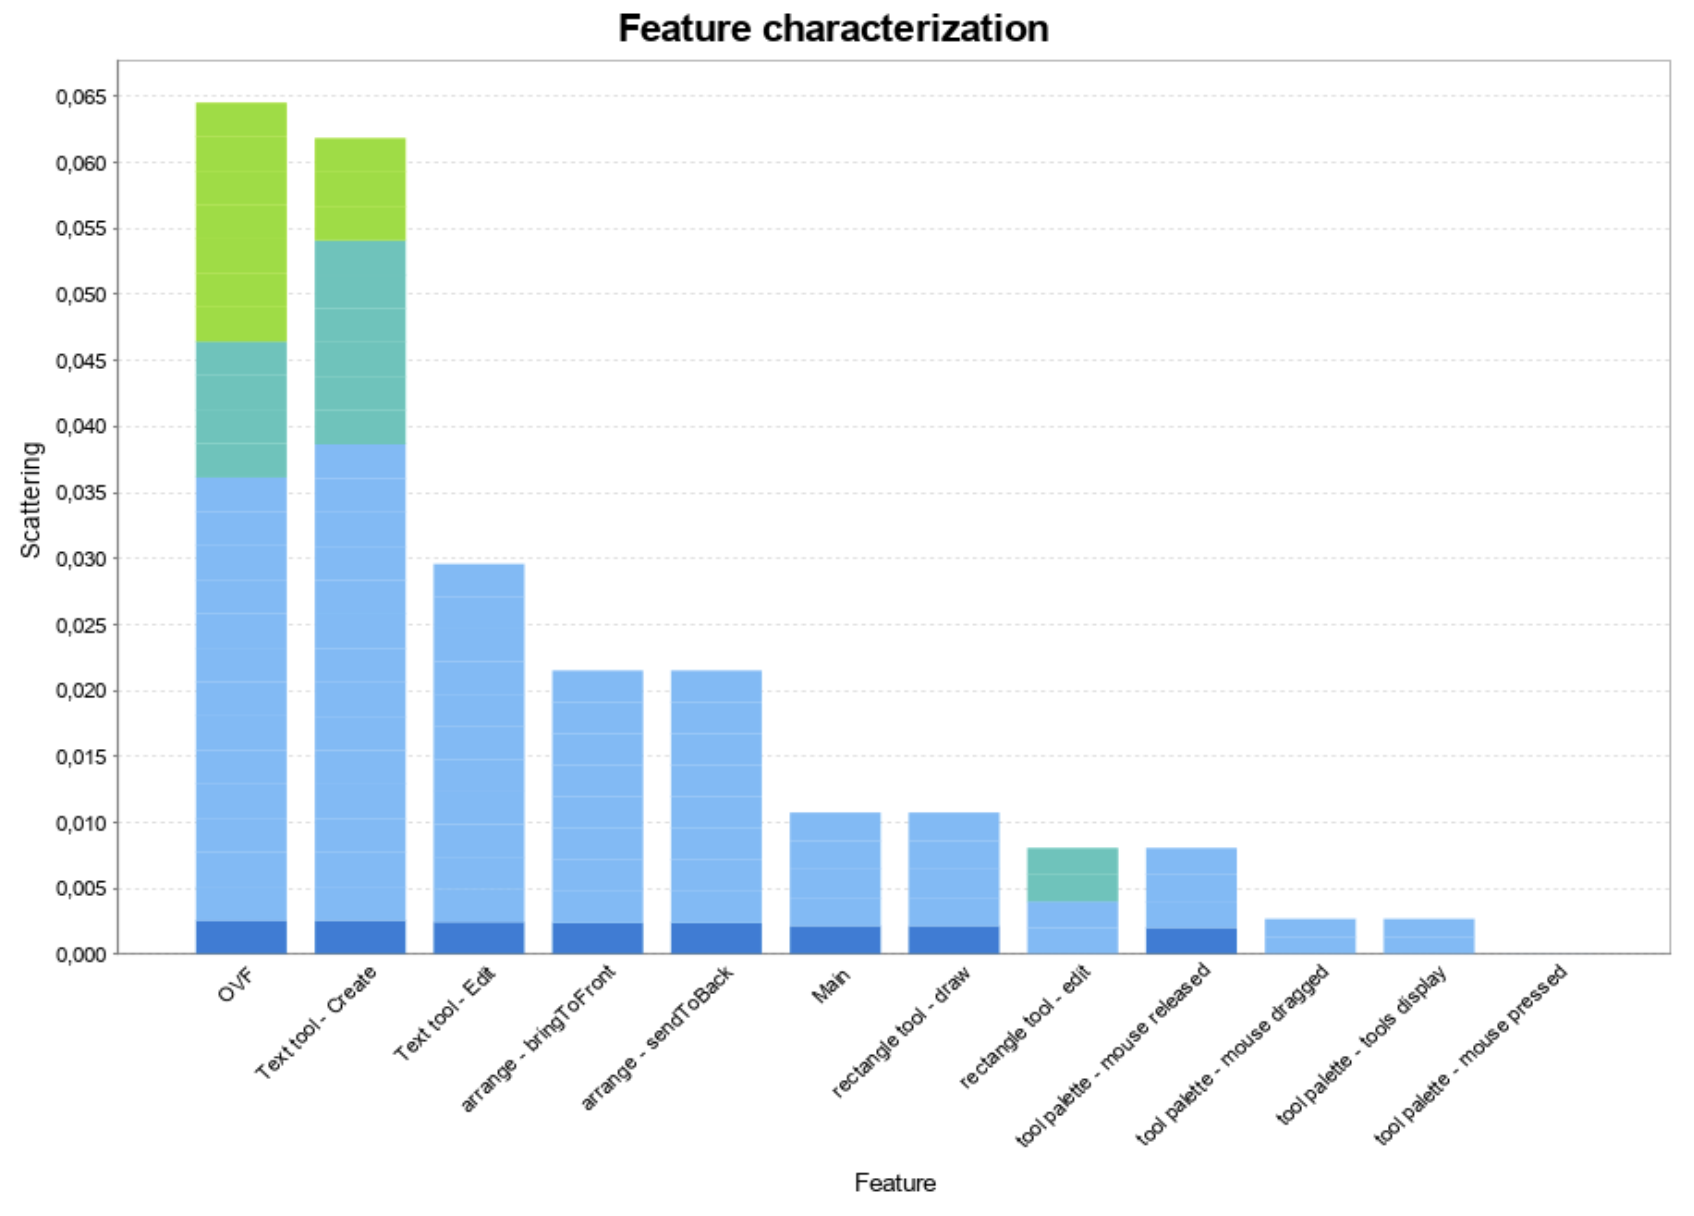 Feature characterization
0,065
0,060
0,055
0,050
0,045
0,040
0,035
0,030
0,025
0,020
0,015
0,010
0,005
0,000
Scattering
OVF
Text tool - Create
Text tool - Edit
arrange - bringToFront
arrange - sendToBack
Main
rectangle tool - draw
rectangle tool - edit
tool palette - mouse released
tool palette - mouse dragged
tool palette - tools display
tool palette - mouse pressed
Feature